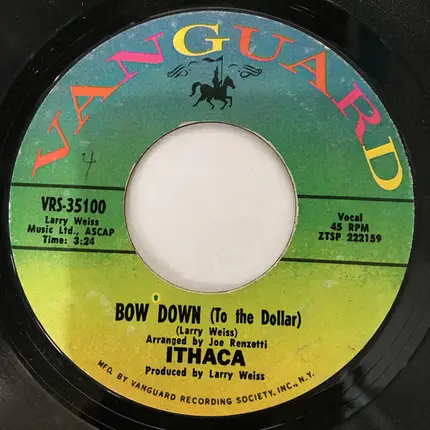 VANGUARD
4
VRS-35100
Larry Weiss
Music Ltd., ASCAP
Time: 3:24
Vocal
45 RPM
ZTSP 222159
BOW DOWN (To the Dollar)
(Larry Weiss)
Arranged by Joe Renzetti
ITHACA
Produced by Larry Weiss
MFD. BY VANGUARD RECORDING SOCIETY, INC., N.Y.